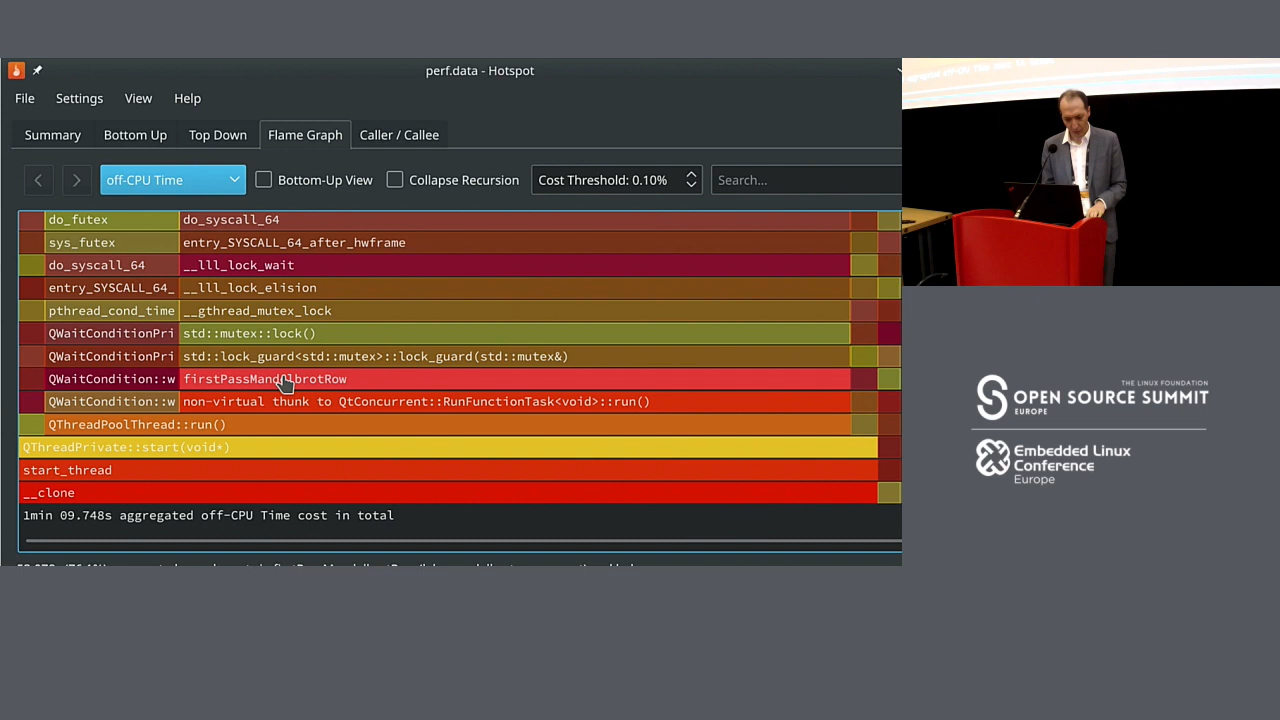 perf.data - Hotspot
File Settings View Help
Summary Bottom Up Top Down Flame Graph Caller / Callee
off-CPU Time Bottom-Up View Collapse Recursion Cost Threshold: 0.10% Search...
do_futex do_syscall_64
sys_futex entry_SYSCALL_64_after_hwframe
do_syscall_64 __lll_lock_wait
entry_SYSCALL_64_ __lll_lock_elision
pthread_cond_time __gthread_mutex_lock
QWaitConditionPri std::mutex::lock()
QWaitConditionPri std::lock_guard<std::mutex>::lock_guard(std::mutex&)
QWaitCondition::w firstPassMandelbrotRow
QWaitCondition::w non-virtual thunk to QtConcurrent::RunFunctionTask<void>::run()
QThreadPoolThread::run()
QThreadPrivate::start(void*)
start_thread
__clone
1min 09.748s aggregated off-CPU Time cost in total
THE LINUX FOUNDATION
OPEN SOURCE SUMMIT
EUROPE
Embedded Linux
Conference
Europe